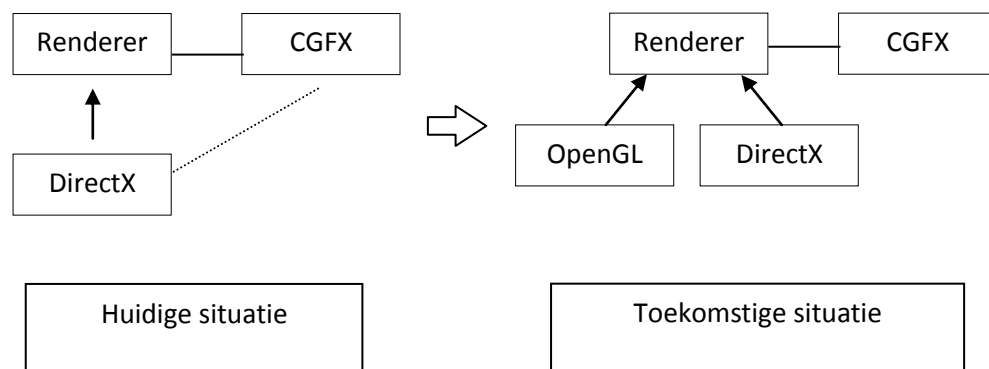 Renderer
CGFX
DirectX
Renderer
CGFX
OpenGL
DirectX
Huidige situatie
Toekomstige situatie